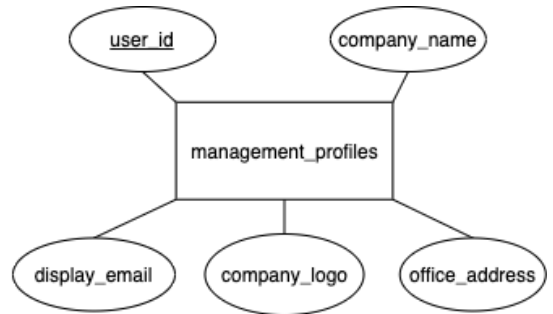 user_id
company_name
management_profiles
display_email
company_logo
office_address